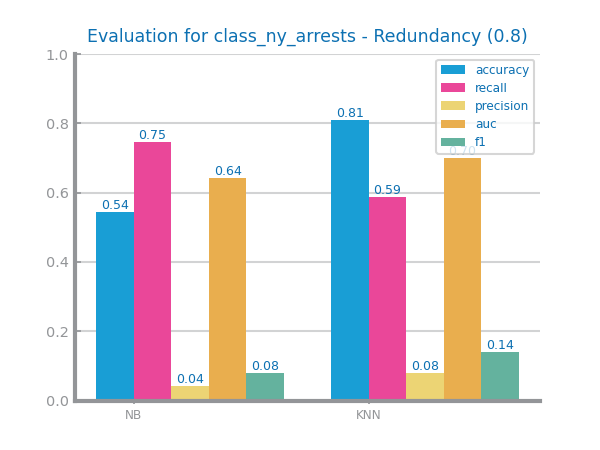 Evaluation for class_ny_arrests - Redundancy (0.8)
1.0
0.8
0.6
0.4
0.2
0.0
accuracy
recall
precision
auc
f1
0.54
0.75
0.04
0.64
0.08
0.81
0.59
0.08
0.70
0.14
NB
KNN